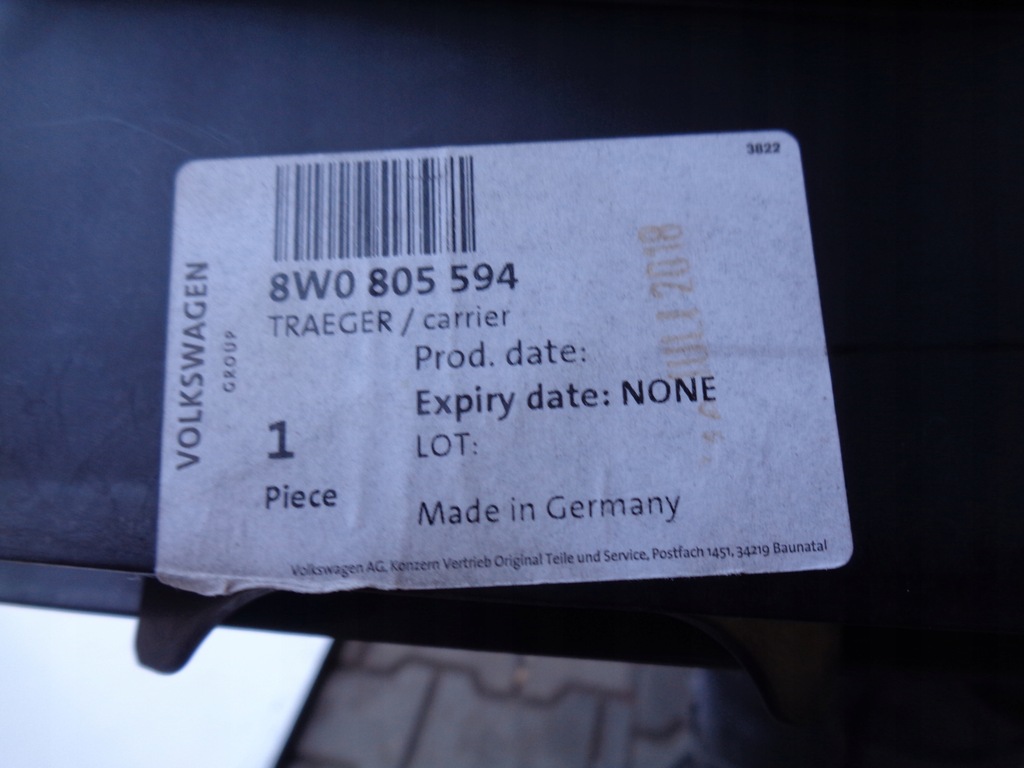 3822
VOLKSWAGEN
GROUP
8W0 805 594
TRAEGER / carrier
Prod. date:
Expiry date: NONE
LOT:
1
Piece
Made in Germany
Volkswagen AG, Konzern Vertrieb Original Teile und Service, Postfach 1451, 34219 Baunatal
2018